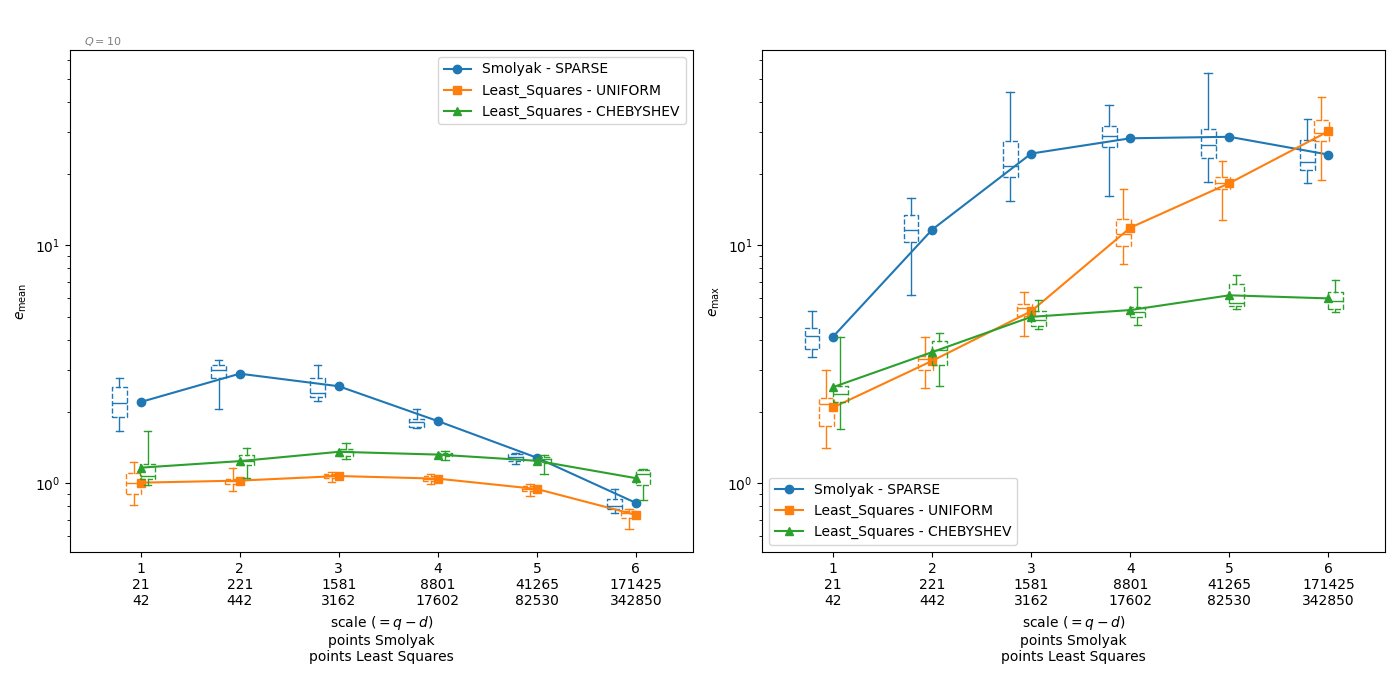 Q = 10
Smolyak - SPARSE
Least_Squares - UNIFORM
Least_Squares - CHEBYSHEV
10¹
10⁰
e_mean
1 2 3 4 5 6
21 221 1581 8801 41265 171425
42 442 3162 17602 82530 342850
scale (= q − d)
points Smolyak
points Least Squares
10¹
10⁰
e_max
Smolyak - SPARSE
Least_Squares - UNIFORM
Least_Squares - CHEBYSHEV
1 2 3 4 5 6
21 221 1581 8801 41265 171425
42 442 3162 17602 82530 342850
scale (= q − d)
points Smolyak
points Least Squares